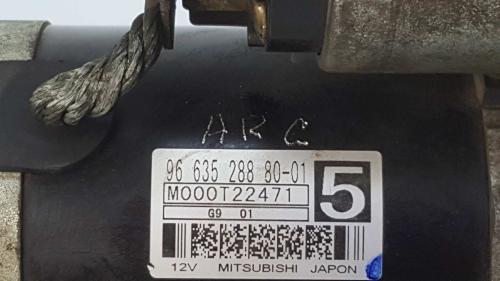 ARC
96 635 288 80-01
M000T22471
5
G9 01
12V MITSUBISHI JAPON